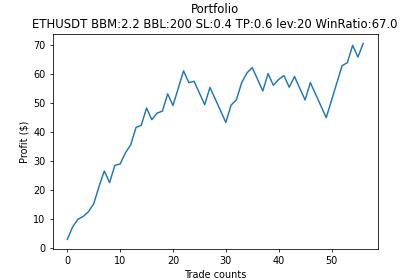 Portfolio
ETHUSDT BBM:2.2 BBL:200 SL:0.4 TP:0.6 lev:20 WinRatio:67.0
70
60
50
40
30
20
10
0
Profit ($)
0 10 20 30 40 50
Trade counts